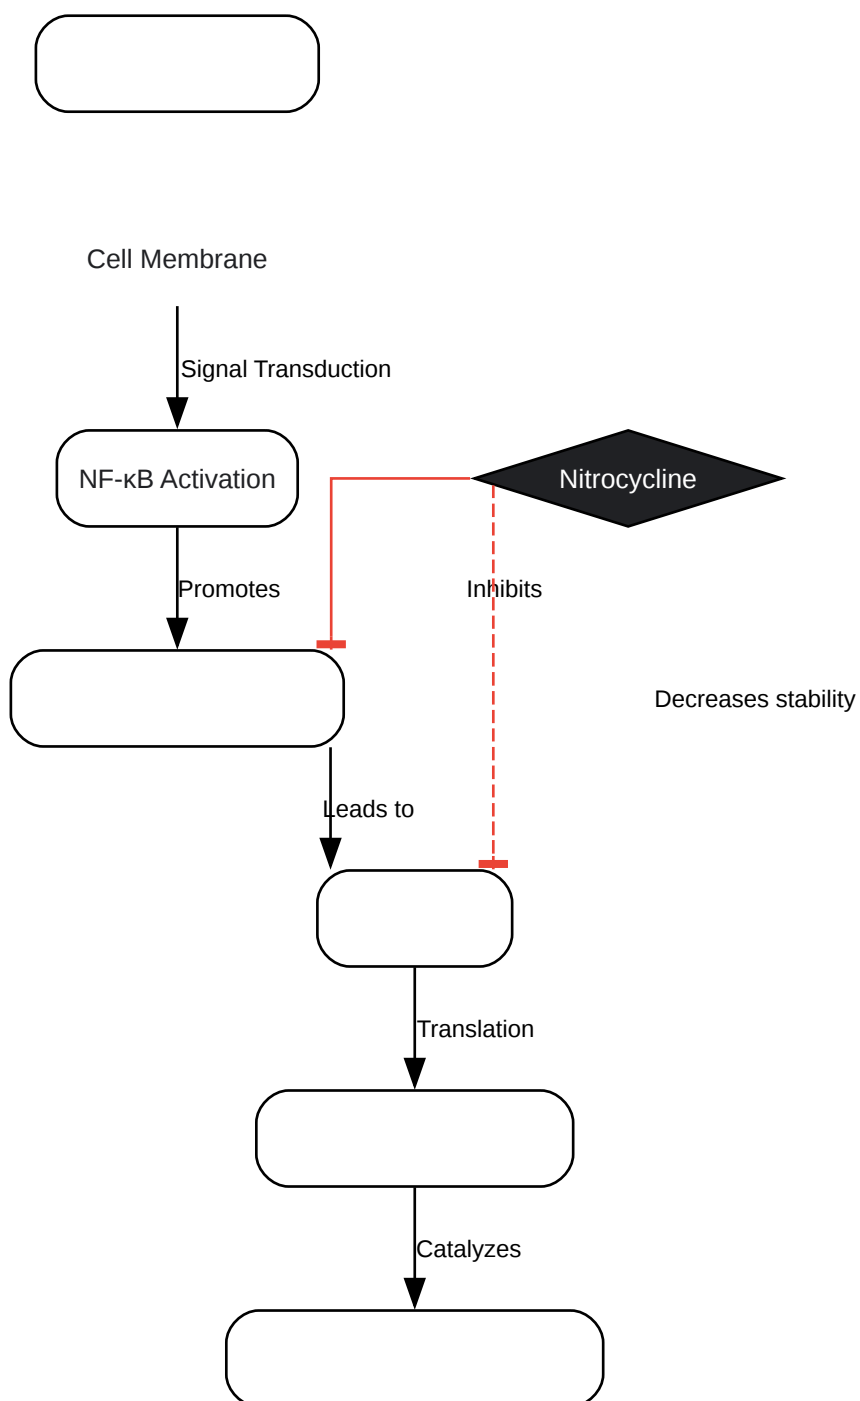 Cell Membrane
Signal Transduction
NF-κB Activation
Nitrocycline
Promotes
Inhibits
Decreases stability
Leads to
Translation
Catalyzes